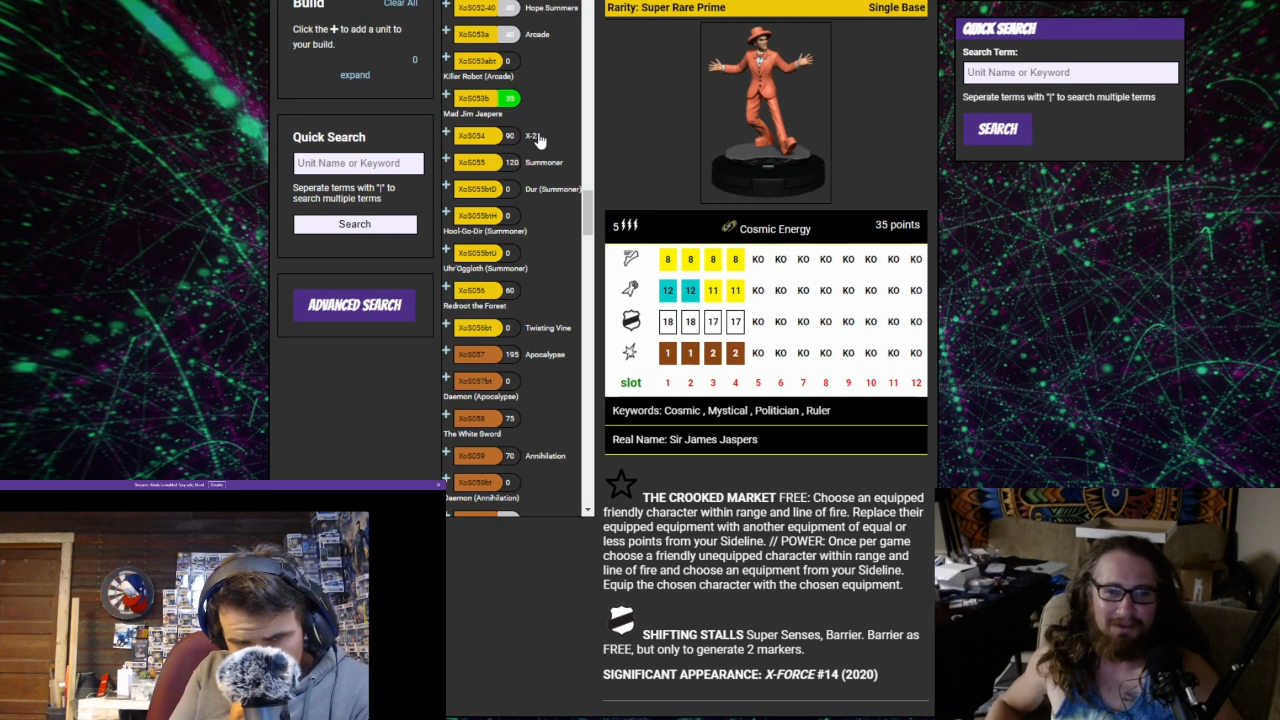 Build
Clear All
Click the ✚ to add a unit to
your build.
0
expand
Quick Search
Unit Name or Keyword
Seperate terms with "|" to
search multiple terms
Search
ADVANCED SEARCH
XoS052-40 40 Hope Summers
XoS053a 40 Arcade
XoS053abt 0
Killer Robot (Arcade)
XoS053b 35
Mad Jim Jaspers
XoS054 90
XoS055 120 Summoner
XoS055btD 0 Dur (Summoner)
XoS055btH 0
Hool-Go-Dir (Summoner)
XoS055btU 0
Uhr'Oggloth (Summoner)
XoS056 60
Redroot the Forest
XoS056bt 0 Twisting Vine
XoS057 195 Apocalypse
XoS057bt 0
Daemon (Apocalypse)
XoS058 75
The White Sword
XoS059 70 Annihilation
XoS059bt 0
Daemon (Annihilation)
Rarity: Super Rare Prime Single Base
5 Cosmic Energy 35 points
8 8 8 8 KO KO KO KO KO KO KO KO
12 12 11 11 KO KO KO KO KO KO KO KO
18 18 17 17 KO KO KO KO KO KO KO KO
1 1 2 2 KO KO KO KO KO KO KO KO
slot 1 2 3 4 5 6 7 8 9 10 11 12
Keywords: Cosmic , Mystical , Politician , Ruler
Real Name: Sir James Jaspers
THE CROOKED MARKET FREE: Choose an equipped
friendly character within range and line of fire. Replace their
equipped equipment with another equipment of equal or
less points from your Sideline. // POWER: Once per game
choose a friendly unequipped character within range and
line of fire and choose an equipment from your Sideline.
Equip the chosen character with the chosen equipment.
SHIFTING STALLS Super Senses, Barrier. Barrier as
FREE, but only to generate 2 markers.
SIGNIFICANT APPEARANCE: X-FORCE #14 (2020)
QUICK SEARCH
Search Term:
Unit Name or Keyword
Seperate terms with "|" to search multiple terms
SEARCH